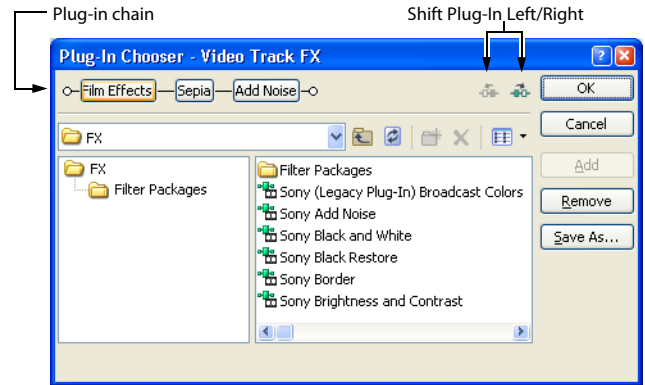 Plug-in chain
Shift Plug-In Left/Right
Plug-In Chooser - Video Track FX
Film Effects
Sepia
Add Noise
OK
FX
Cancel
FX
Filter Packages
Filter Packages
Sony (Legacy Plug-In) Broadcast Colors
Sony Add Noise
Sony Black and White
Sony Black Restore
Sony Border
Sony Brightness and Contrast
Add
Remove
Save As...